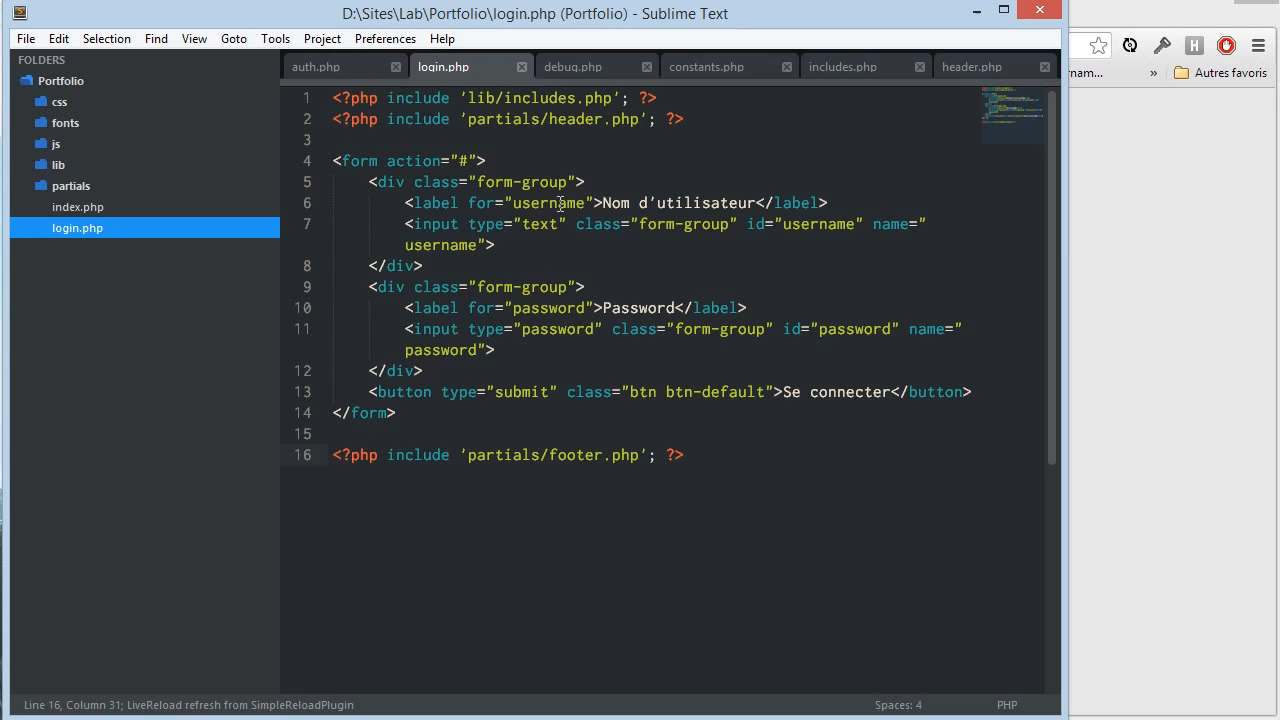 D:\Sites\Lab\Portfolio\login.php (Portfolio) - Sublime Text
File Edit Selection Find View Goto Tools Project Preferences Help
FOLDERS
Portfolio
css
fonts
js
lib
partials
index.php
login.php
auth.php login.php debug.php constants.php includes.php header.php
1 <?php include 'lib/includes.php'; ?>
2 <?php include 'partials/header.php'; ?>
3
4 <form action="#">
5 <div class="form-group">
6 <label for="username">Nom d'utilisateur</label>
7 <input type="text" class="form-group" id="username" name="
username">
8 </div>
9 <div class="form-group">
10 <label for="password">Password</label>
11 <input type="password" class="form-group" id="password" name="
password">
12 </div>
13 <button type="submit" class="btn btn-default">Se connecter</button>
14 </form>
15
16 <?php include 'partials/footer.php'; ?>
Line 16, Column 31; LiveReload refresh from SimpleReloadPlugin
Spaces: 4
PHP
H
nam... » Autres favoris